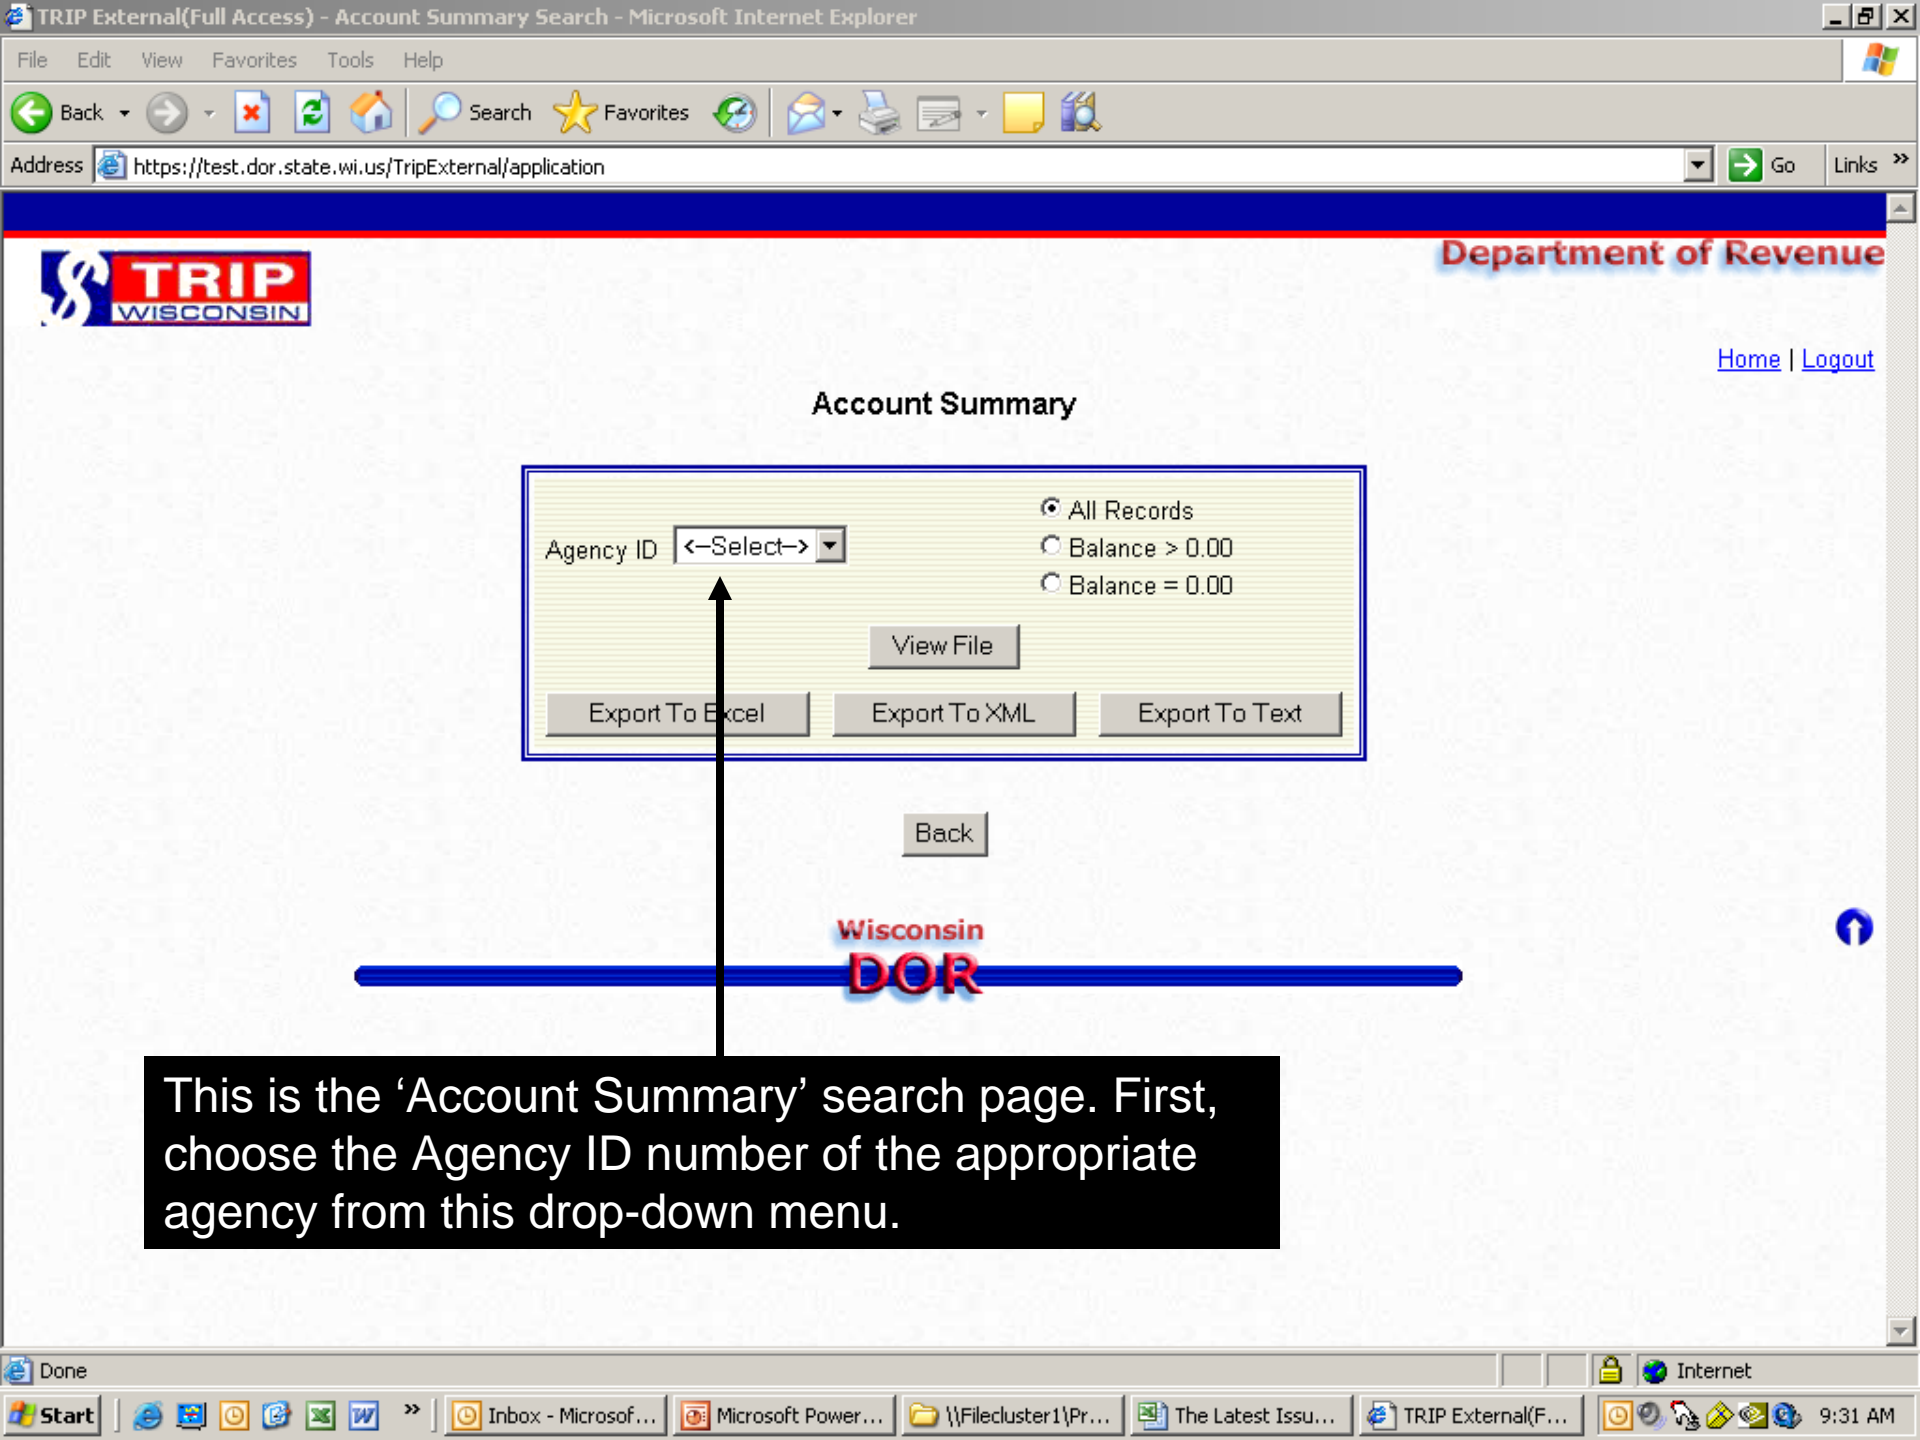 TRIP External(Full Access) - Account Summary Search - Microsoft Internet Explorer
File Edit View Favorites Tools Help
Back Search Favorites
Address https://test.dor.state.wi.us/TripExternal/application Go Links »
Department of Revenue
TRIP
WISCONSIN
Home | Logout
Account Summary
All Records
Agency ID <--Select--> Balance > 0.00
Balance = 0.00
View File
Export To Excel Export To XML Export To Text
Back
Wisconsin
DOR
This is the ‘Account Summary’ search page. First,
choose the Agency ID number of the appropriate
agency from this drop-down menu.
Done Internet
Start » Inbox - Microsof... Microsoft Power... \\Filecluster1\Pr... The Latest Issu... TRIP External(F... 9:31 AM